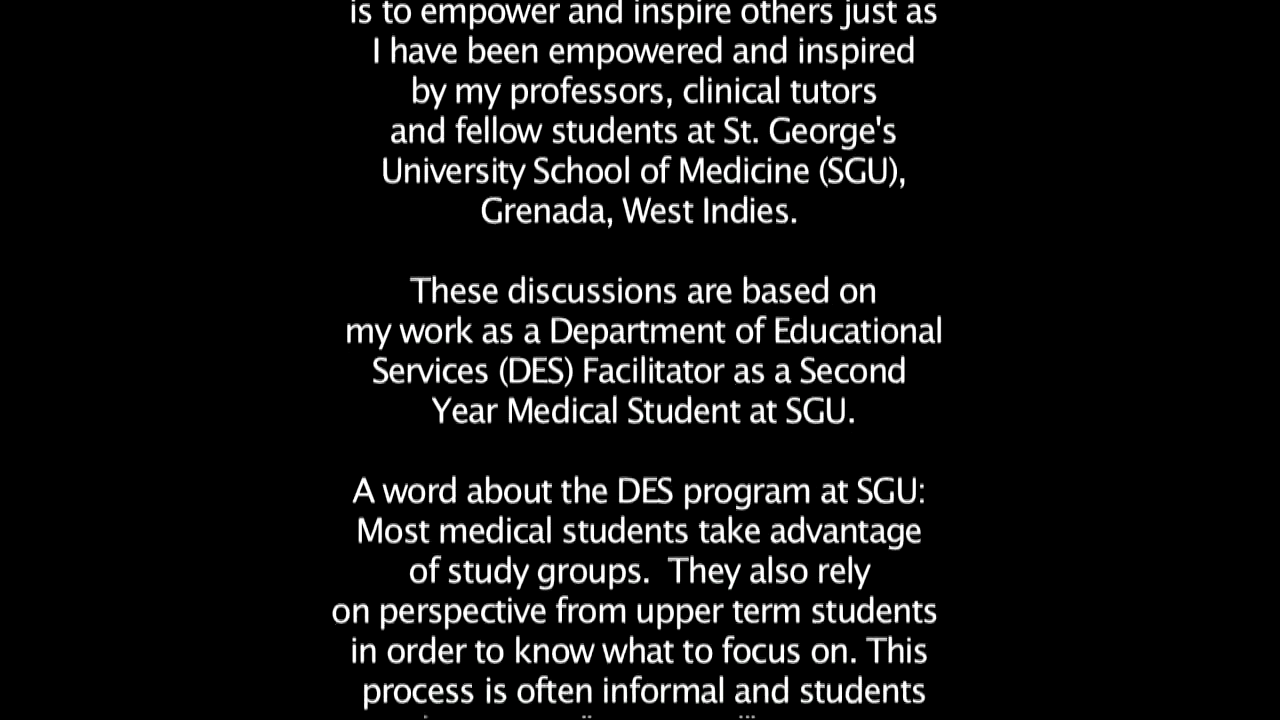 is to empower and inspire others just as
I have been empowered and inspired
by my professors, clinical tutors
and fellow students at St. George's
University School of Medicine (SGU),
Grenada, West Indies.
These discussions are based on
my work as a Department of Educational
Services (DES) Facilitator as a Second
Year Medical Student at SGU.
A word about the DES program at SGU:
Most medical students take advantage
of study groups.  They also rely
on perspective from upper term students
in order to know what to focus on. This
process is often informal and students